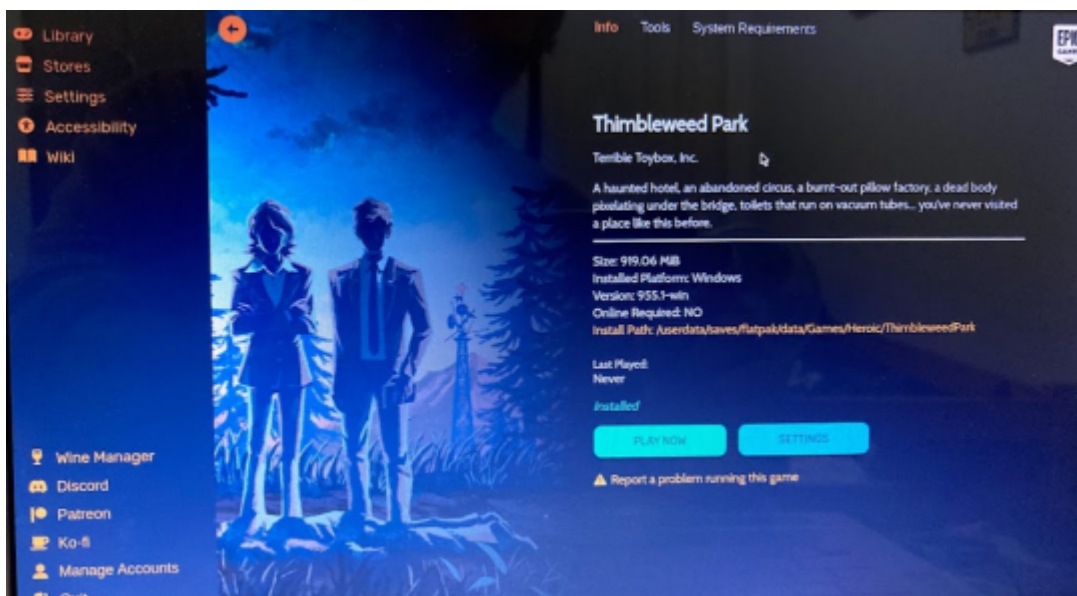 Library
Stores
Settings
Accessibility
Wiki
Wine Manager
Discord
Patreon
Ko-fi
Manage Accounts
Info Tools System Requirements
EPIC
GAMES
Thimbleweed Park
Terrible Toybox, Inc.
A haunted hotel, an abandoned circus, a burnt-out pillow factory, a dead body
pixelating under the bridge, toilets that run on vacuum tubes... you've never visited
a place like this before.
Size: 919.06 MiB
Installed Platform: Windows
Version: 955.1-win
Online Required: NO
Install Path: /userdata/saves/flatpak/data/Games/Heroic/ThimbleweedPark
Last Played:
Never
Installed
PLAY NOW SETTINGS
Report a problem running this game